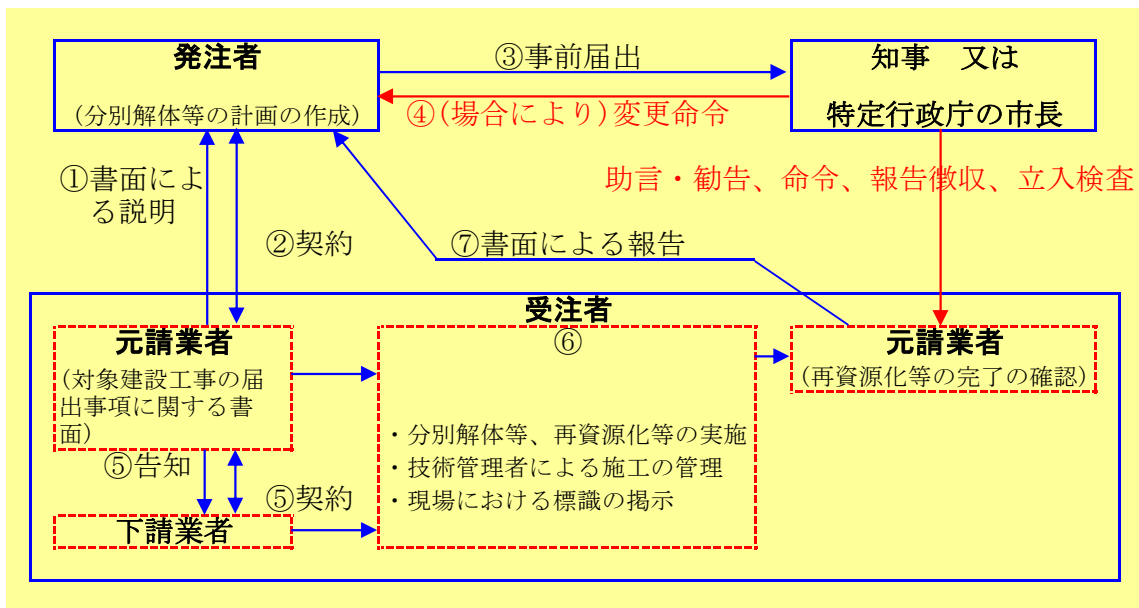 発注者
(分別解体等の計画の作成)
③事前届出
④(場合により)変更命令
知事　又は
特定行政庁の市長
①書面によ
る説明
②契約
助言・勧告、命令、報告徴収、立入検査
⑦書面による報告
受注者
元請業者
(対象建設工事の届
出事項に関する書
面)
⑤告知
⑤契約
下請業者
⑥
・分別解体等、再資源化等の実施
・技術管理者による施工の管理
・現場における標識の掲示
元請業者
(再資源化等の完了の確認)